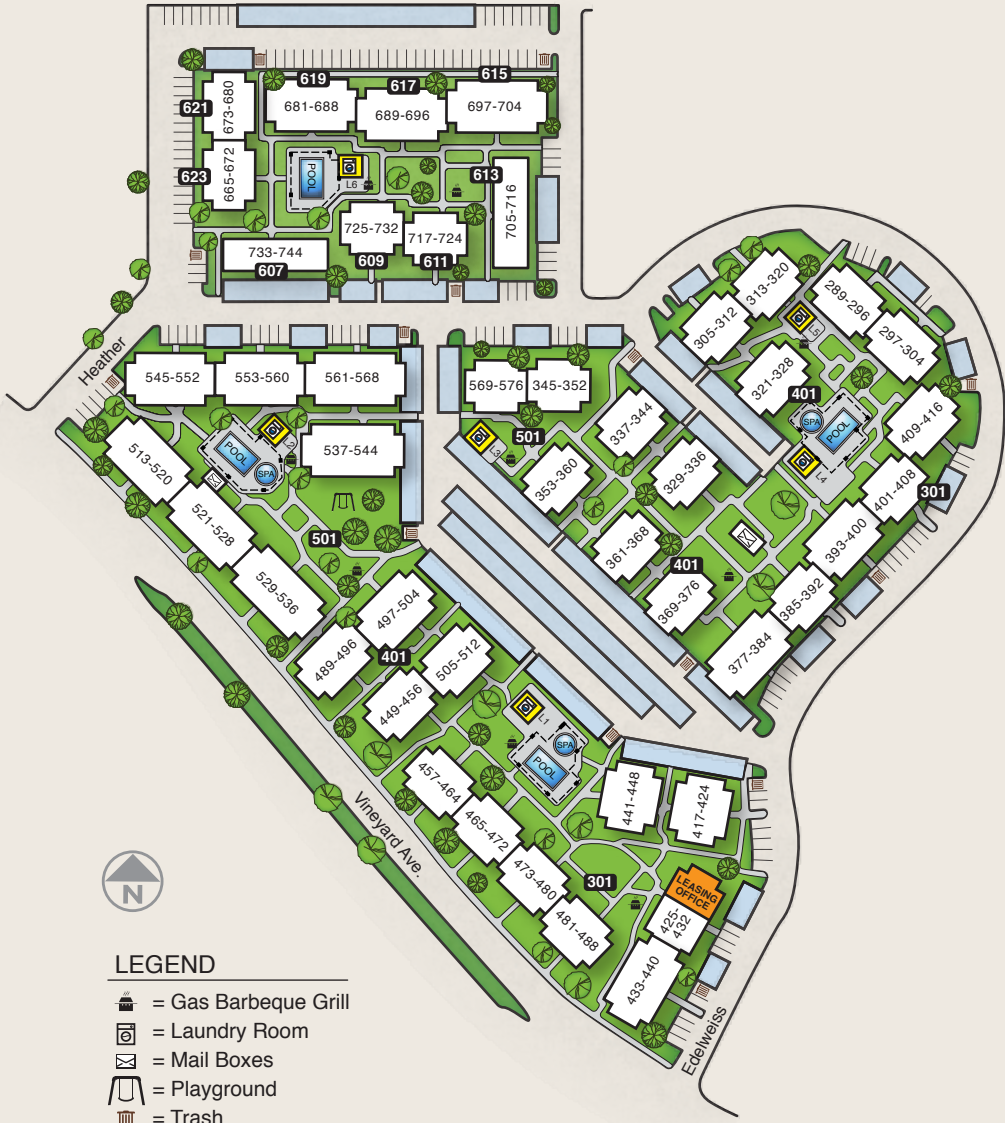 615
619
617
621
673-680
681-688
689-696
697-704
623
665-672
POOL
L6
613
705-716
725-732
717-724
733-744
607
609
611
313-320
289-296
305-312
L5
297-304
321-328
401
SPA
POOL
409-416
L4
401-408
301
393-400
385-392
377-384
Heather
545-552
553-560
561-568
569-576
345-352
337-344
501
L3
353-360
329-336
361-368
401
369-376
L2
POOL
SPA
537-544
513-520
521-528
501
529-536
497-504
489-496
401
505-512
449-456
L1
SPA
POOL
457-464
441-448
417-424
465-472
473-480
301
481-488
LEASING
OFFICE
425-
432
433-440
Vineyard Ave.
Edelweiss
N
LEGEND
= Gas Barbeque Grill
= Laundry Room
= Mail Boxes
= Playground
= Trash